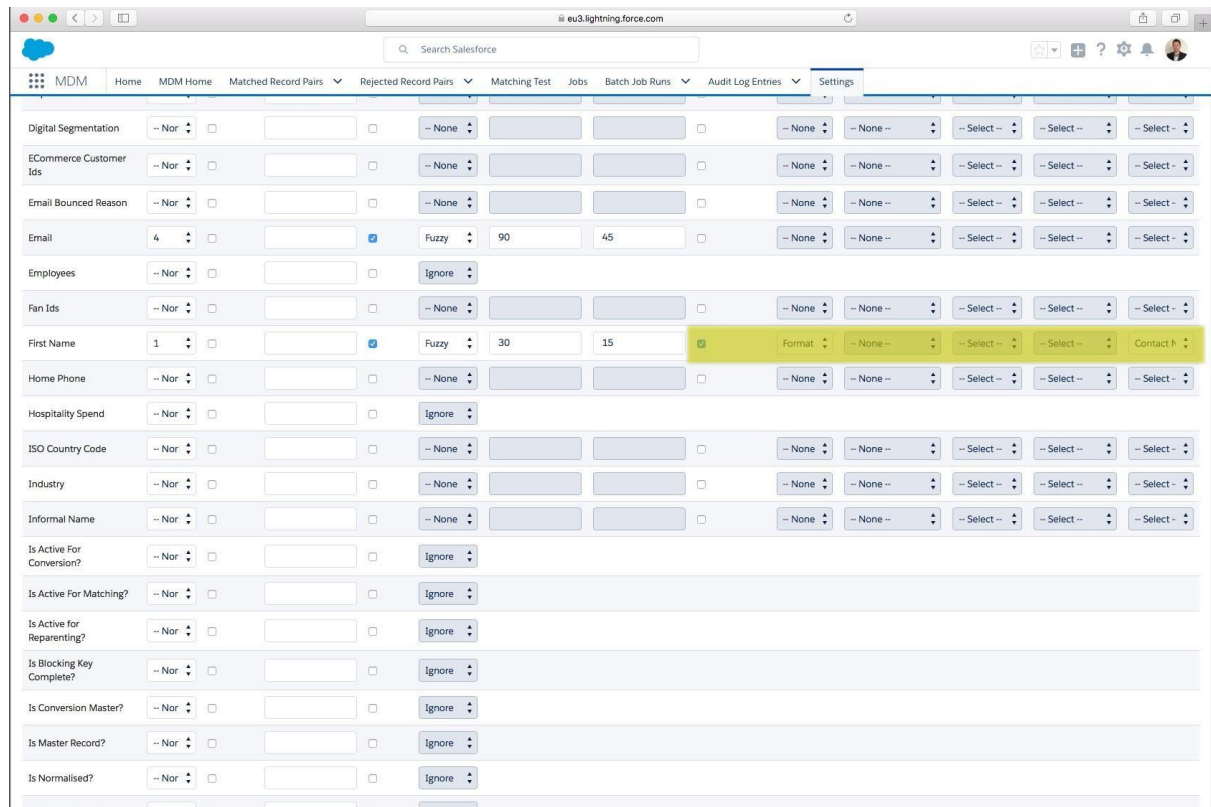 eu3.lightning.force.com
Search Salesforce
MDM Home MDM Home Matched Record Pairs Rejected Record Pairs Matching Test Jobs Batch Job Runs Audit Log Entries Settings
Digital Segmentation -- Nor -- None -- None -- None -- -- Select -- -- Select -- -- Select -
ECommerce Customer
Ids -- Nor -- None -- None -- None -- -- Select -- -- Select -- -- Select -
Email Bounced Reason -- Nor -- None -- None -- None -- -- Select -- -- Select -- -- Select -
Email 4 Fuzzy 90 45 -- None -- None -- -- Select -- -- Select -- -- Select -
Employees -- Nor Ignore
Fan Ids -- Nor -- None -- None -- None -- -- Select -- -- Select -- -- Select -
First Name 1 Fuzzy 30 15 Format -- None -- -- Select -- -- Select -- Contact N
Home Phone -- Nor -- None -- None -- None -- -- Select -- -- Select -- -- Select -
Hospitality Spend -- Nor Ignore
ISO Country Code -- Nor -- None -- None -- None -- -- Select -- -- Select -- -- Select -
Industry -- Nor -- None -- None -- None -- -- Select -- -- Select -- -- Select -
Informal Name -- Nor -- None -- None -- None -- -- Select -- -- Select -- -- Select -
Is Active For
Conversion? -- Nor Ignore
Is Active For Matching? -- Nor Ignore
Is Active for
Reparenting? -- Nor Ignore
Is Blocking Key
Complete? -- Nor Ignore
Is Conversion Master? -- Nor Ignore
Is Master Record? -- Nor Ignore
Is Normalised? -- Nor Ignore